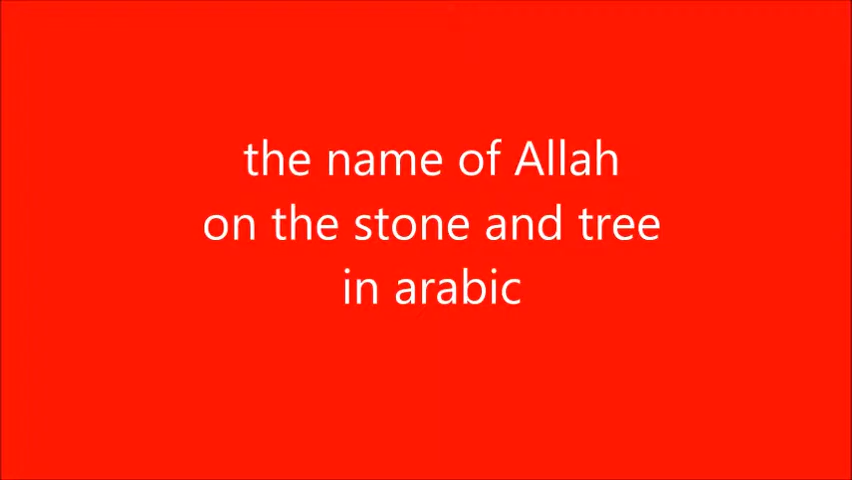 the name of Allah
on the stone and tree
in arabic